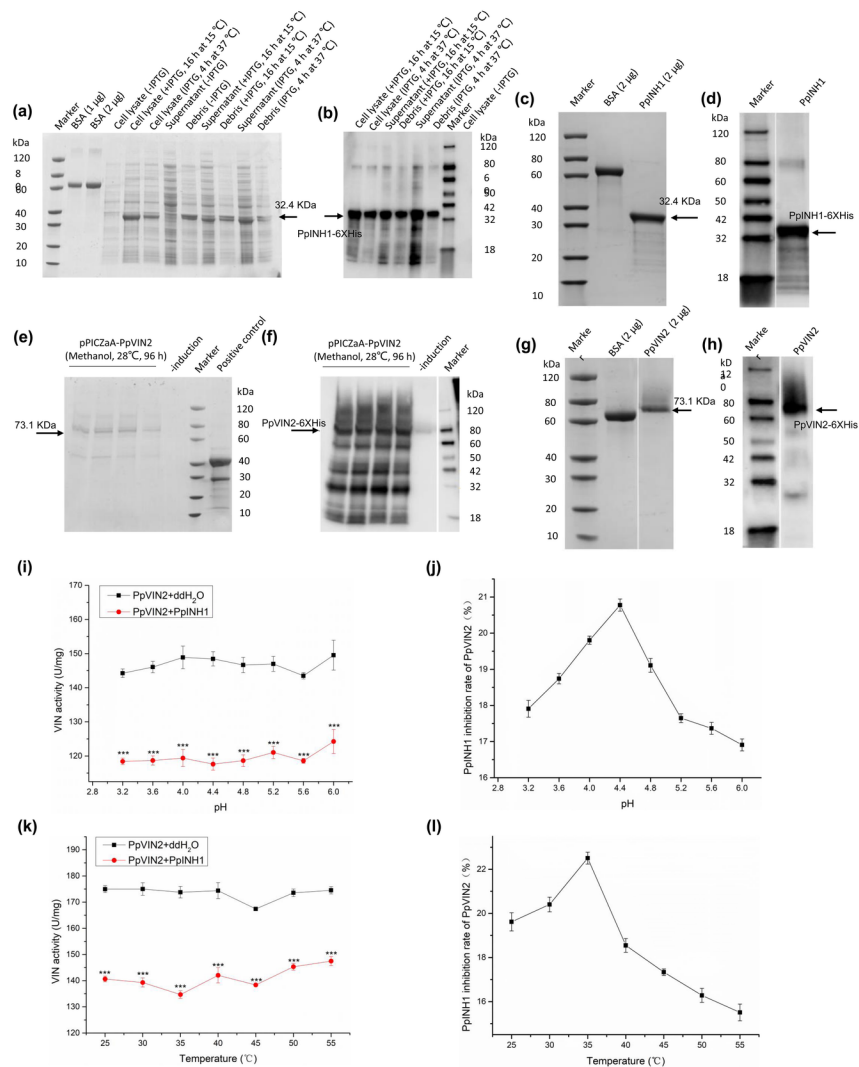 (a)
Marker
BSA (1 µg)
BSA (2 µg)
Cell lysate (-IPTG)
Cell lysate (+IPTG, 16 h at 15 °C)
Cell lysate (IPTG, 4 h at 37 °C)
Supernatant (-IPTG)
Debris (-IPTG)
Supernatant (+IPTG, 16 h at 15 °C)
Debris (+IPTG, 16 h at 15 °C)
Supernatant (IPTG, 4 h at 37 °C)
Debris (IPTG, 4 h at 37 °C)
kDa
120
8
0
60
40
30
20
10
32.4 KDa
(b)
Cell lysate (+IPTG, 16 h at 15 °C)
Cell lysate (IPTG, 4 h at 37 °C)
Supernatant (+IPTG, 16 h at 15 °C)
Debris (+IPTG, 16 h at 15 °C)
Supernatant (IPTG, 4 h at 37 °C)
Debris (IPTG, 4 h at 37 °C)
Marker
Cell lysate (-IPTG)
PpINH1-6XHis
kDa
120
80
6
0
50
42
32
18
(c)
Marker
BSA (2 µg)
PpINH1 (2 µg)
kDa
120
80
60
40
30
20
10
32.4 KDa
(d)
Marker
PpINH1
kDa
120
80
60
50
42
32
18
PpINH1-6XHis
(e)
pPICZaA-PpVIN2
(Methanol, 28℃, 96 h)
-induction
Marker
Positive control
73.1 KDa
kDa
120
80
60
40
30
20
10
(f)
pPICZaA-PpVIN2
(Methanol, 28℃, 96 h)
-induction
Marker
PpVIN2-6XHis
kDa
120
80
60
50
42
32
18
(g)
Marke
r
BSA (2 µg)
PpVIN2 (2 µg)
kDa
120
80
60
40
30
20
10
73.1 KDa
(h)
Marke
r
PpVIN2
kD
a
12
0
80
60
50
42
32
18
PpVIN2-6XHis
(i)
PpVIN2+ddH₂O
PpVIN2+PpINH1
VIN activity (U/mg)
170
160
150
140
130
120
110
*** *** *** *** *** *** *** ***
2.8 3.2 3.6 4.0 4.4 4.8 5.2 5.6 6.0
pH
(j)
PpINH1 inhibition rate of PpVIN2 (%)
22
21
20
19
18
17
16
2.8 3.2 3.6 4.0 4.4 4.8 5.2 5.6 6.0
pH
(k)
PpVIN2+ddH₂O
PpVIN2+PpINH1
VIN activity (U/mg)
200
190
180
170
160
150
140
130
120
*** *** *** *** *** *** ***
25 30 35 40 45 50 55
Temperature (℃)
(l)
PpINH1 inhibition rate of PpVIN2 (%)
22
20
18
16
25 30 35 40 45 50 55
Temperature (℃)